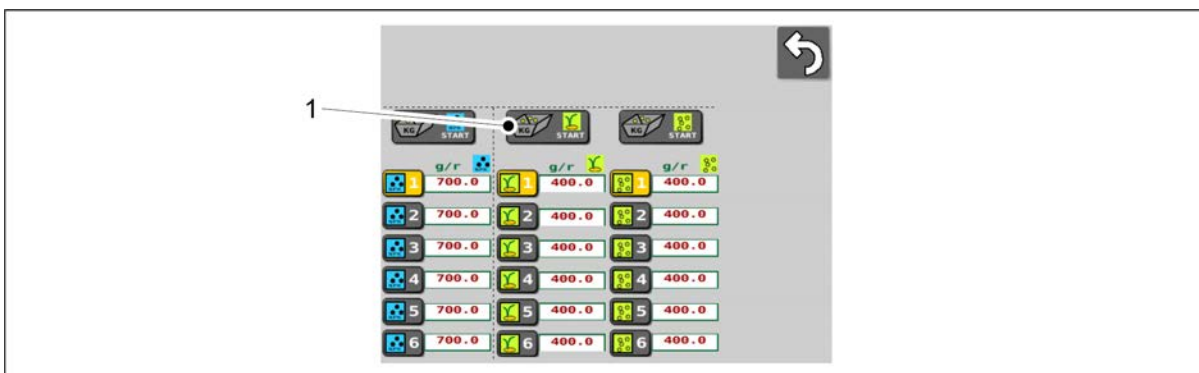 1
KG START KG START KG START
g/r g/r g/r
1 700.0 1 400.0 1 400.0
2 700.0 2 400.0 2 400.0
3 700.0 3 400.0 3 400.0
4 700.0 4 400.0 4 400.0
5 700.0 5 400.0 5 400.0
6 700.0 6 400.0 6 400.0